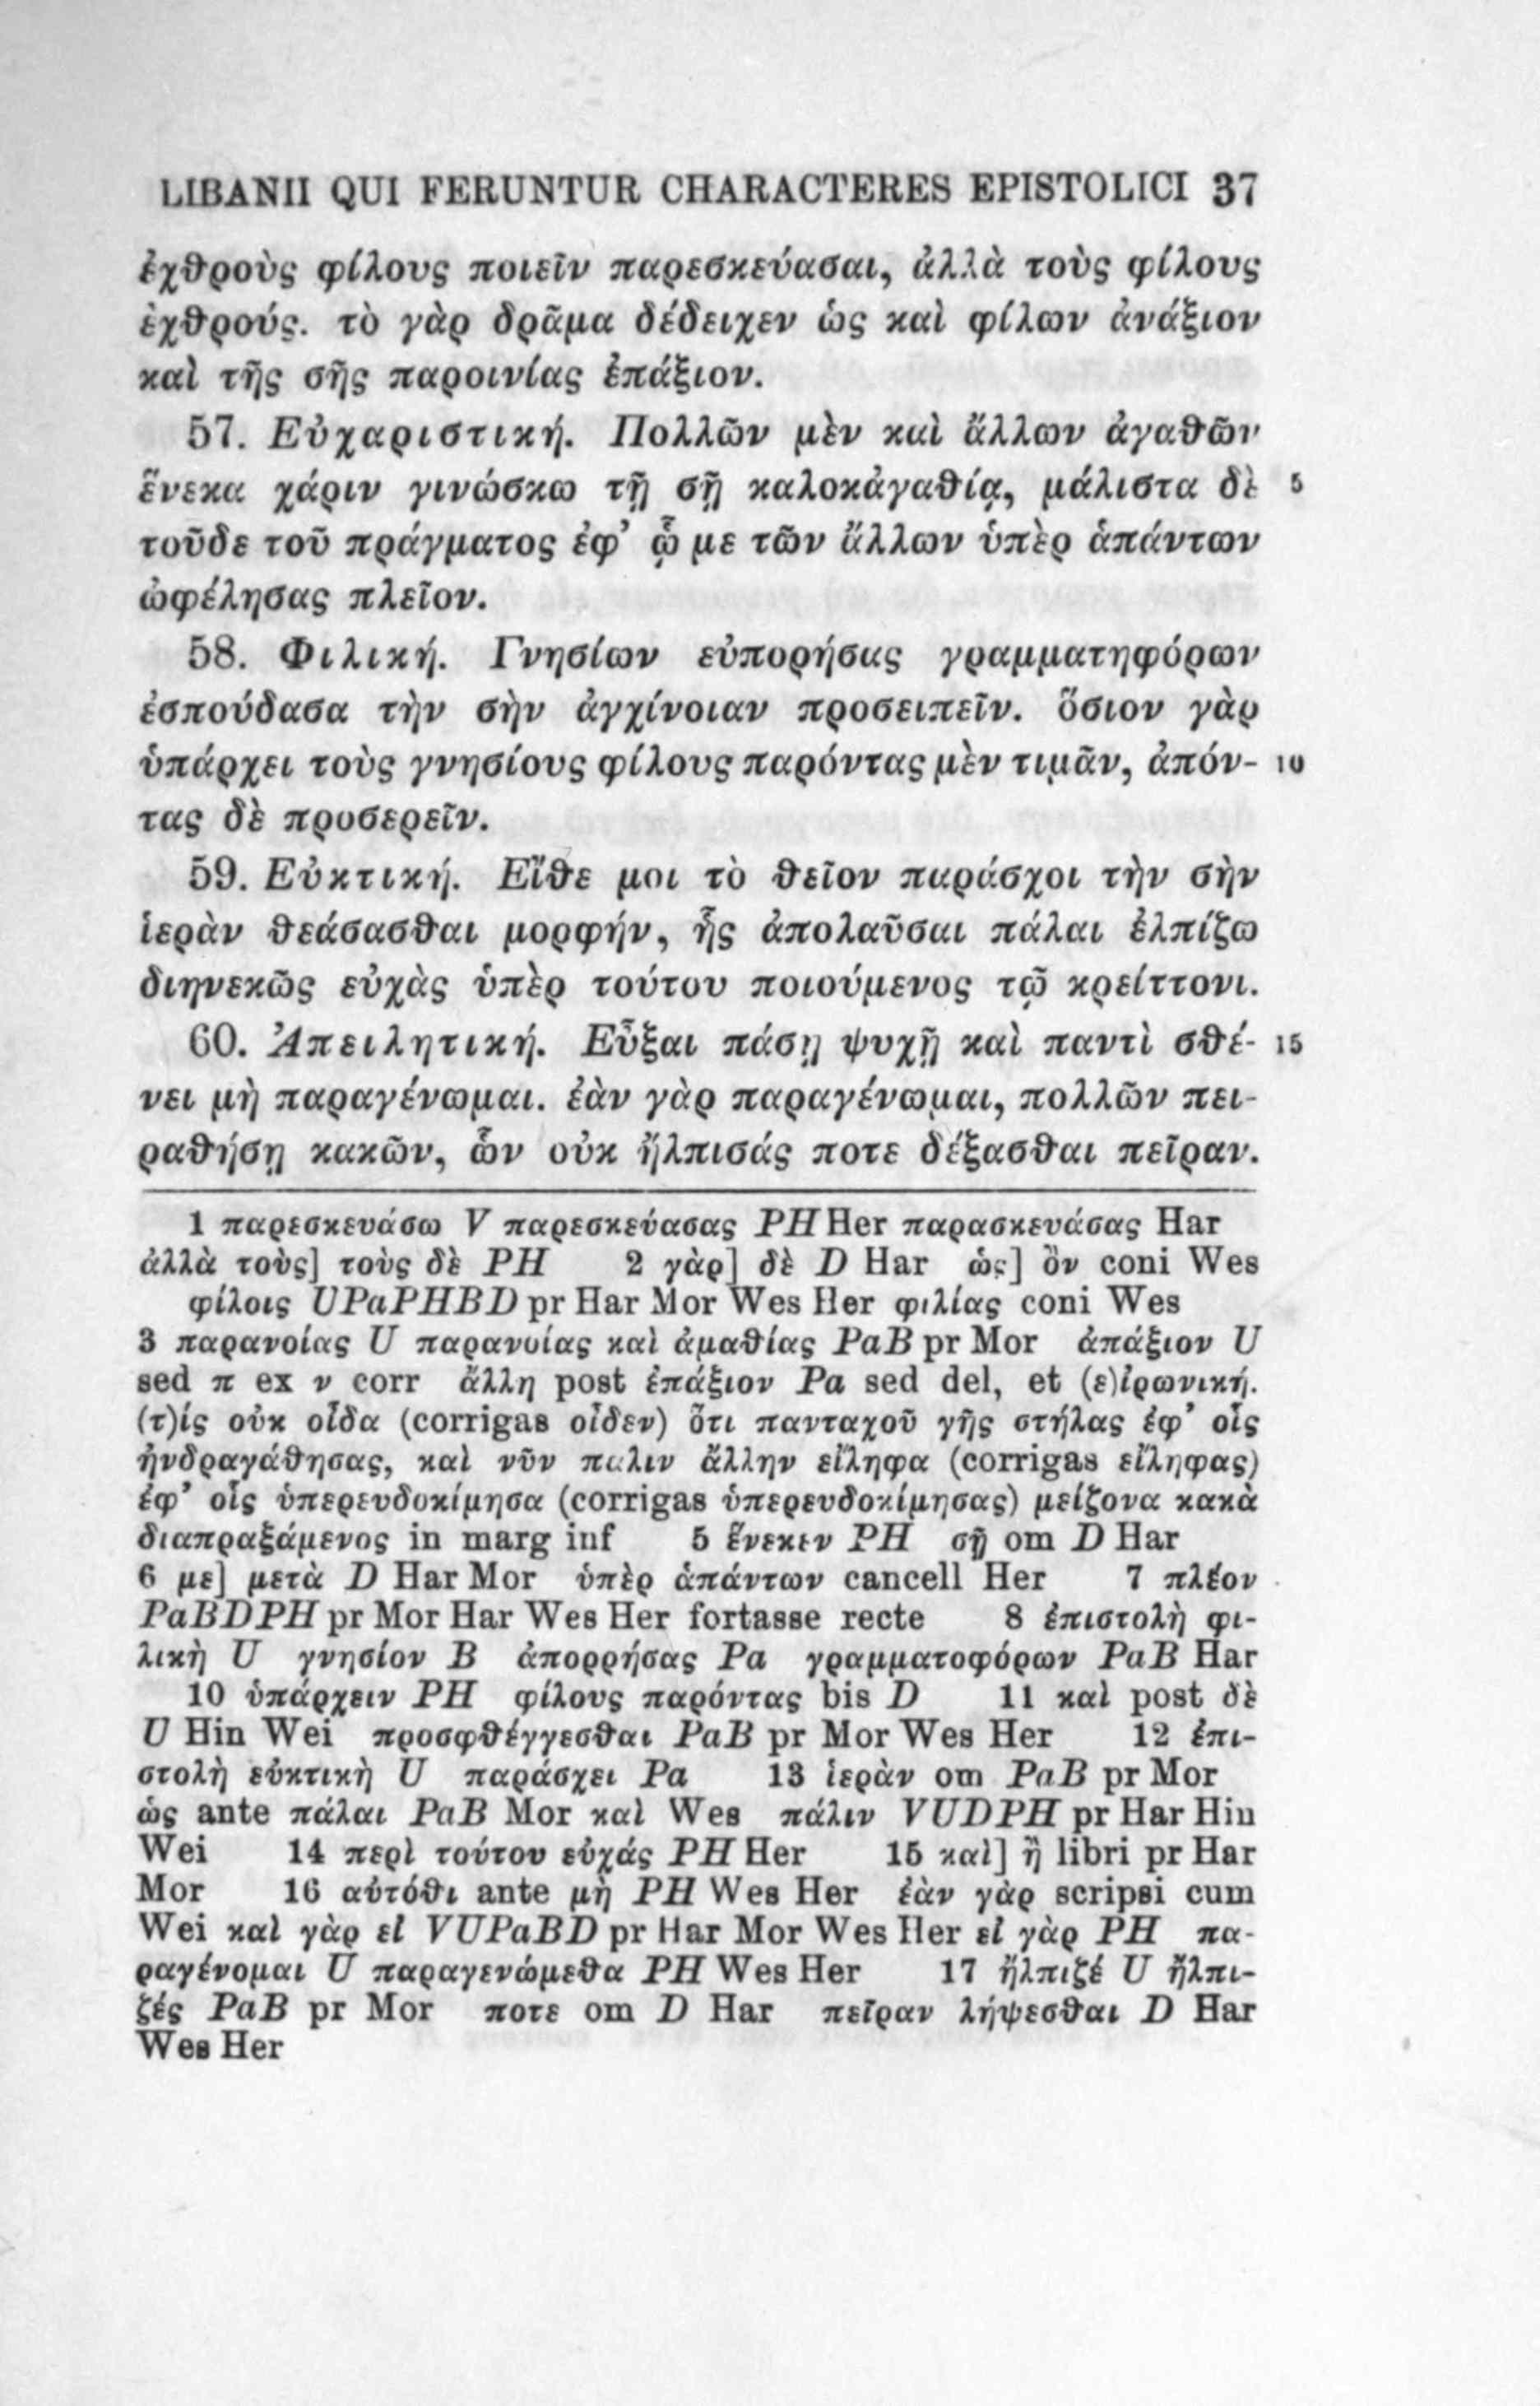 LIBANII QUI FERUNTUR CHARACTERES EPISTOLICI 37
ἐχθροὺς φίλους ποιεῖν παρεσκεύασαι, ἀλλὰ τοὺς φίλους
ἐχθρούς. τὸ γὰρ δρᾶμα δέδειχεν ὡς καὶ φίλων ἀνάξιον
καὶ τῆς σῆς παροινίας ἐπάξιον.
57. Εὐχαριστική. Πολλῶν μὲν καὶ ἄλλων ἀγαθῶν
ἕνεκα χάριν γινώσκω τῇ σῇ καλοκἀγαθίᾳ, μάλιστα δὲ 5
τοῦδε τοῦ πράγματος ἐφ’ ᾧ με τῶν ἄλλων ὑπὲρ ἁπάντων
ὠφέλησας πλεῖον.
58. Φιλική. Γνησίων εὐπορήσας γραμματηφόρων
ἐσπούδασα τὴν σὴν ἀγχίνοιαν προσειπεῖν. ὅσιον γὰρ
ὑπάρχει τοὺς γνησίους φίλους παρόντας μὲν τιμᾶν, ἀπόν- 10
τας δὲ προσερεῖν.
59. Εὐκτική. Εἴθε μοι τὸ θεῖον παράσχοι τὴν σὴν
ἱερὰν θεάσασθαι μορφήν, ἧς ἀπολαῦσαι πάλαι ἐλπίζω
διηνεκῶς εὐχὰς ὑπὲρ τούτου ποιούμενος τῷ κρείττονι.
60. Ἀπειλητική. Εὖξαι πάσῃ ψυχῇ καὶ παντὶ σθέ- 15
νει μὴ παραγένωμαι. ἐὰν γὰρ παραγένωμαι, πολλῶν πει-
ραθήσῃ κακῶν, ὧν οὐκ ἤλπισάς ποτε δέξασθαι πεῖραν.
1 παρεσκευάσω V παρεσκεύασας PH Her παρασκευάσας Har
ἀλλὰ τοὺς] τοὺς δὲ PH 2 γὰρ] δὲ D Har ὡς] ὃν coni Wes
φίλοις UPaPHBD pr Har Mor Wes Her φιλίας coni Wes
3 παρανοίας U παρανοίας καὶ ἀμαθίας PaB pr Mor ἀπάξιον U
sed π ex ν corr ἄλλη post ἐπάξιον Pa sed del, et (ε)ἰρωνική.
(τ)ίς οὐκ οἶδα (corrigas οἶδεν) ὅτι πανταχοῦ γῆς στήλας ἐφ’ οἷς
ἠνδραγάθησας, καὶ νῦν παλιν ἄλλην εἴληφα (corrigas εἴληφας)
ἐφ’ οἷς ὑπερευδοκίμησα (corrigas ὑπερευδοκίμησας) μείζονα κακὰ
διαπραξάμενος in marg inf 5 ἕνεκεν PH σῇ om D Har
6 με] μετὰ D Har Mor ὑπὲρ ἁπάντων cancell Her 7 πλέον
PaBDPH pr Mor Har Wes Her fortasse recte 8 ἐπιστολὴ φι-
λικὴ U γνησίον B ἀπορρήσας Pa γραμματοφόρων PaB Har
10 ὑπάρχειν PH φίλους παρόντας bis D 11 καὶ post δὲ
U Hin Wei προσφθέγγεσθαι PaB pr Mor Wes Her 12 ἐπι-
στολὴ εὐκτικὴ U παράσχει Pa 13 ἱερὰν om PaB pr Mor
ὡς ante πάλαι PaB Mor καὶ Wes πάλιν VUDPH pr Har Hin
Wei 14 περὶ τούτου εὐχάς PH Her 15 καὶ] ἢ libri pr Har
Mor 16 αὐτόθι ante μὴ PH Wes Her ἐὰν γὰρ scripsi cum
Wei καὶ γὰρ εἰ VUPaBD pr Har Mor Wes Her εἰ γὰρ PH πα-
ραγένομαι U παραγενώμεθα PH Wes Her 17 ἤλπιζέ U ἤλπι-
ζές PaB pr Mor ποτε om D Har πεῖραν λήψεσθαι D Har
Wes Her